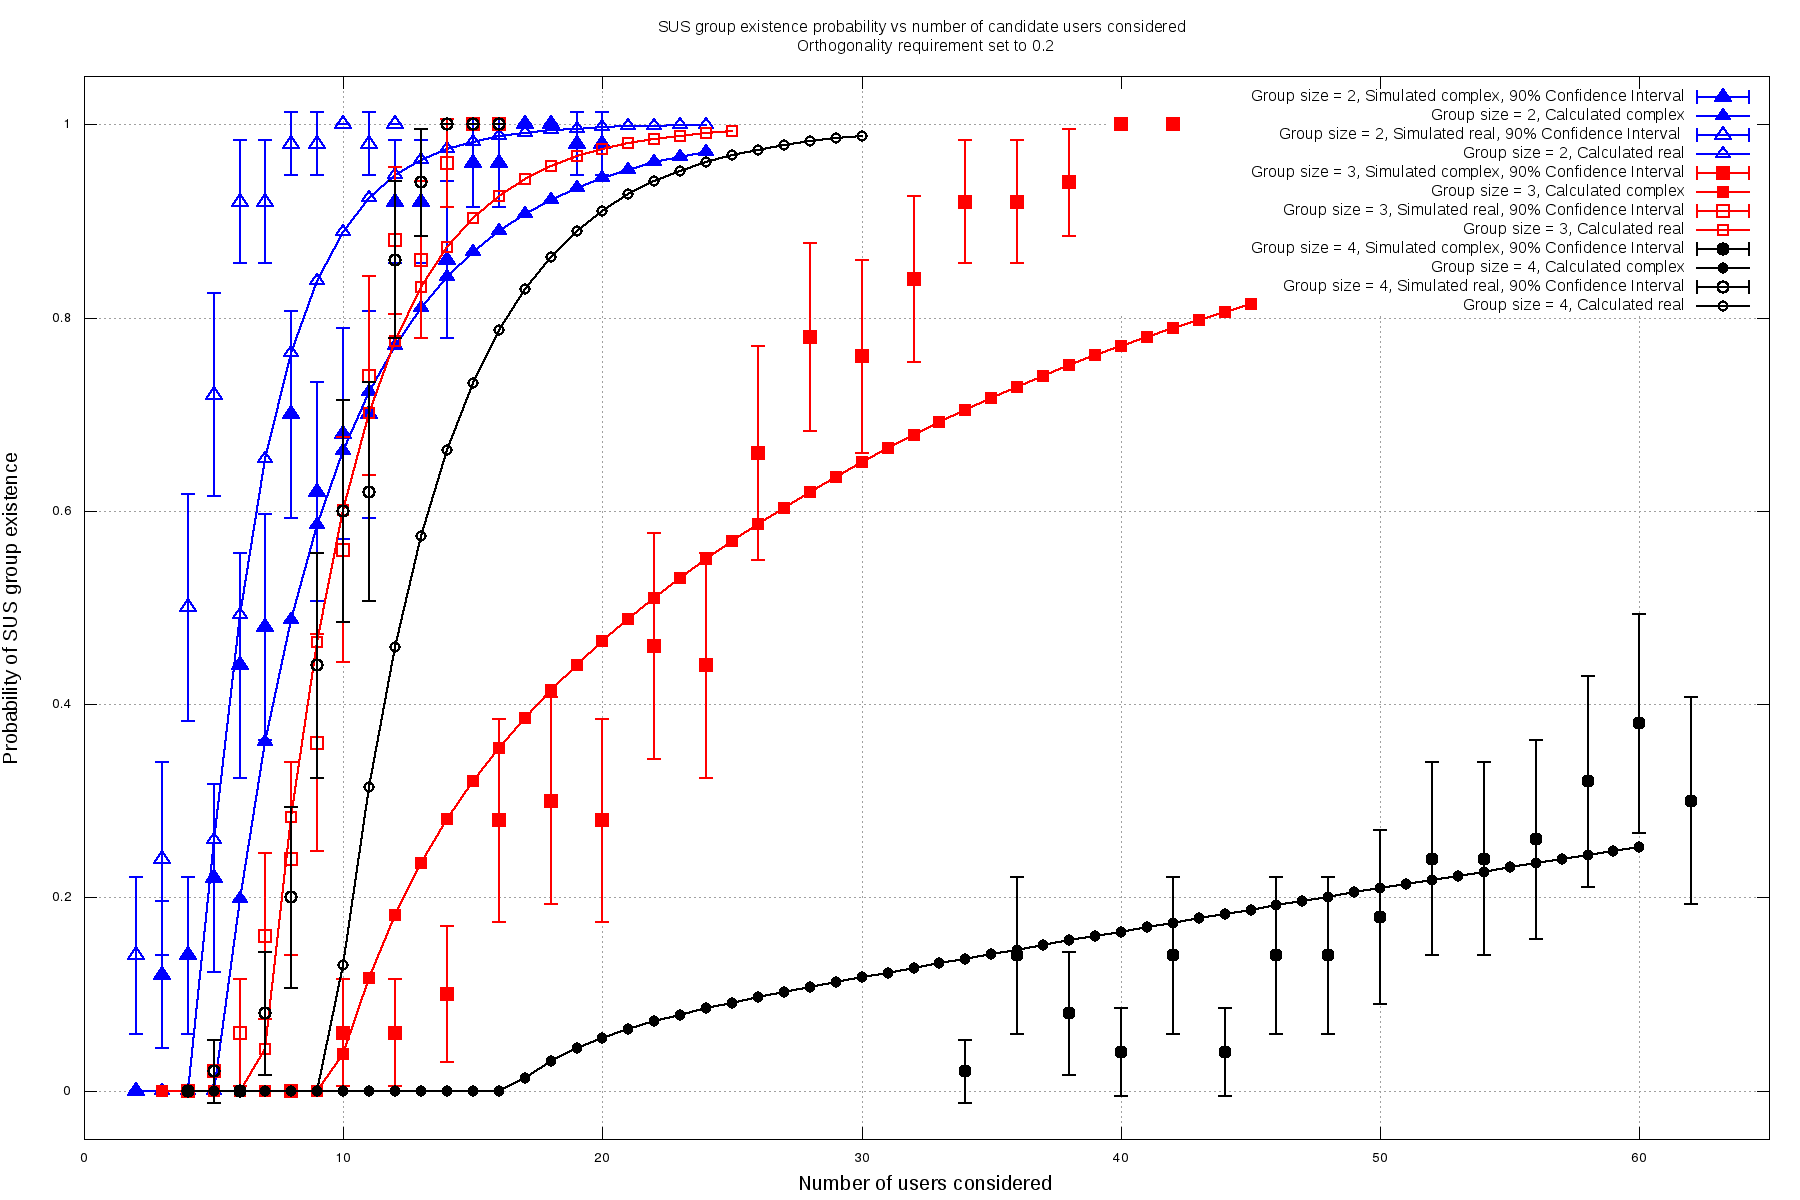 SUS group existence probability vs number of candidate users considered
Orthogonality requirement set to 0.2
Group size = 2, Simulated complex, 90% Confidence Interval
Group size = 2, Calculated complex
Group size = 2, Simulated real, 90% Confidence Interval
Group size = 2, Calculated real
Group size = 3, Simulated complex, 90% Confidence Interval
Group size = 3, Calculated complex
Group size = 3, Simulated real, 90% Confidence Interval
Group size = 3, Calculated real
Group size = 4, Simulated complex, 90% Confidence Interval
Group size = 4, Calculated complex
Group size = 4, Simulated real, 90% Confidence Interval
Group size = 4, Calculated real
Probability of SUS group existence
1
0.8
0.6
0.4
0.2
0
0 10 20 30 40 50 60
Number of users considered